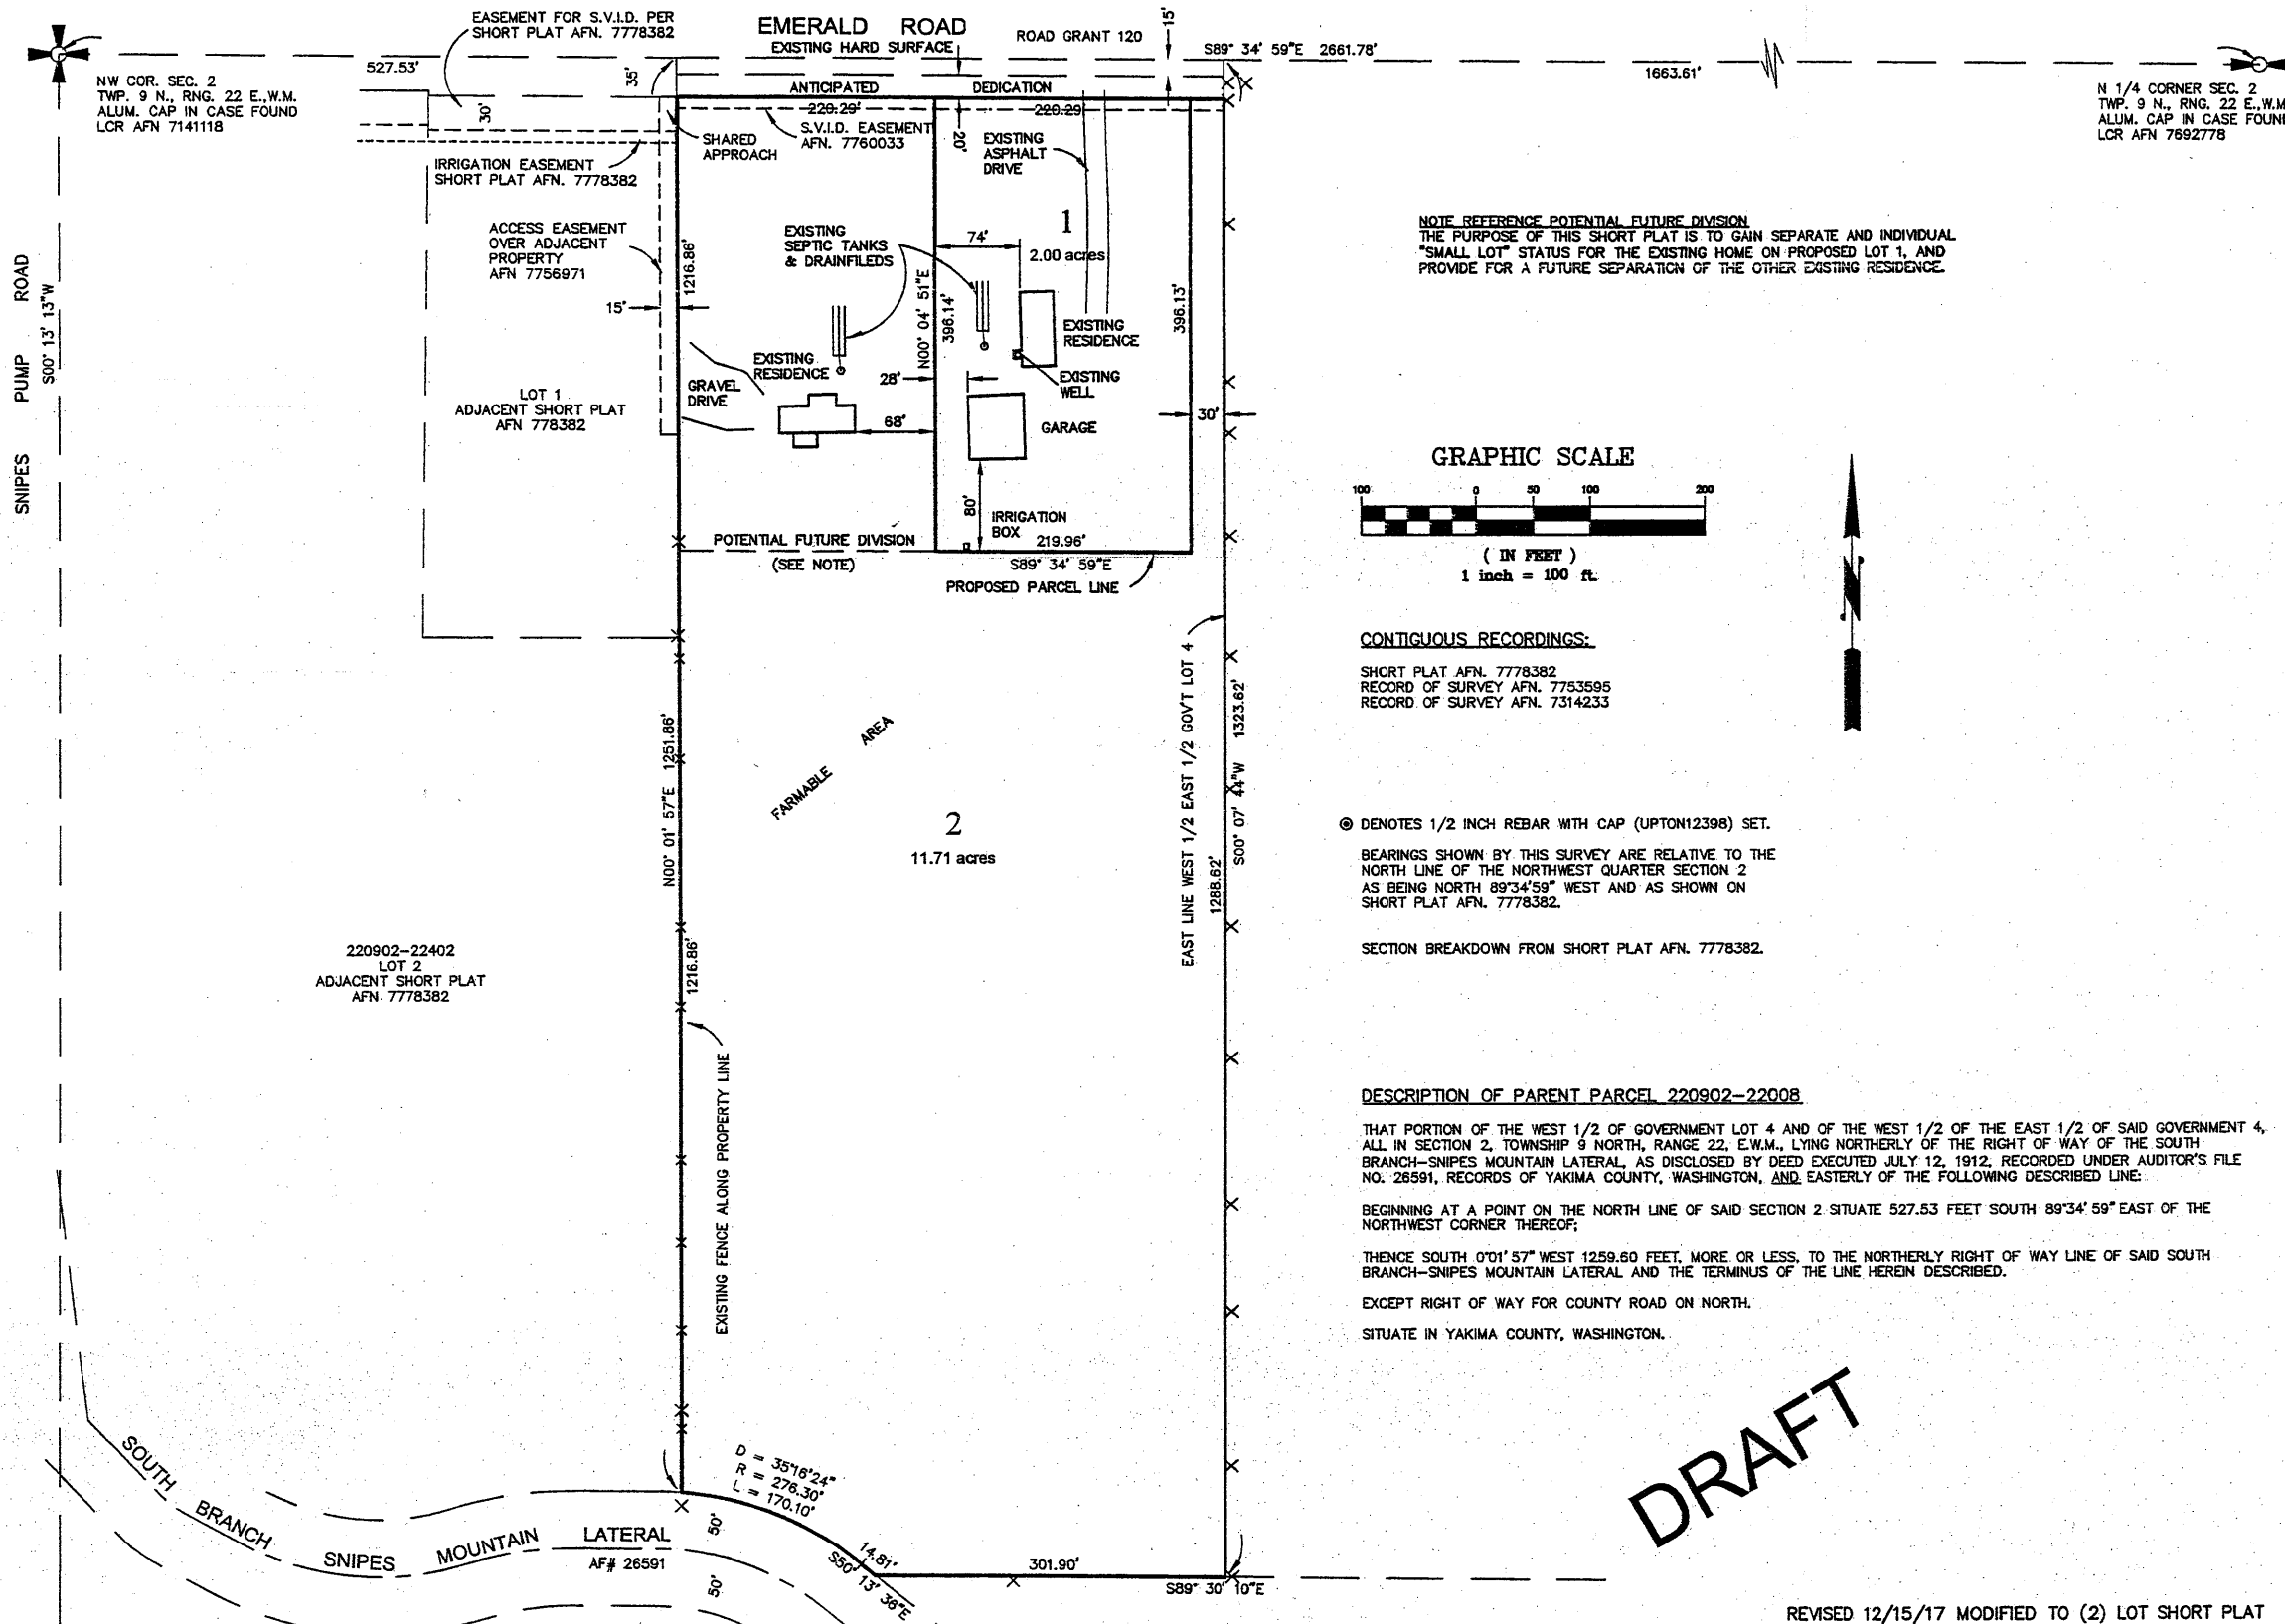 EASEMENT FOR S.V.I.D. PER
SHORT PLAT AFN. 7778382
EMERALD ROAD
EXISTING HARD SURFACE
ROAD GRANT 120
15'
S89° 34' 59"E 2661.78'
527.53'
35'
1663.61'
NW COR. SEC. 2
TWP. 9 N., RNG. 22 E.,W.M.
ALUM. CAP IN CASE FOUND
LCR AFN 7141118
N 1/4 CORNER SEC. 2
TWP. 9 N., RNG. 22 E.,W.M
ALUM. CAP IN CASE FOUND
LCR AFN 7692778
30'
ANTICIPATED DEDICATION
220.29'
220.29'
SHARED
APPROACH
S.V.I.D. EASEMENT
AFN. 7760033
20'
EXISTING
ASPHALT
DRIVE
IRRIGATION EASEMENT
SHORT PLAT AFN. 7778382
ACCESS EASEMENT
OVER ADJACENT
PROPERTY
AFN 7756971
1216.86'
15'
EXISTING
SEPTIC TANKS
& DRAINFILEDS
74'
1
2.00 acres
N00° 04' 51"E
396.14'
396.13'
EXISTING
RESIDENCE
EXISTING
WELL
EXISTING
RESIDENCE
GRAVEL
DRIVE
28'
68'
GARAGE
30'
80'
IRRIGATION
BOX
219.96'
S89° 34' 59"E
POTENTIAL FUTURE DIVISION
(SEE NOTE)
PROPOSED PARCEL LINE
SNIPES PUMP ROAD
S00° 13' 13"W
LOT 1
ADJACENT SHORT PLAT
AFN 778382
NOTE REFERENCE POTENTIAL FUTURE DIVISION
THE PURPOSE OF THIS SHORT PLAT IS TO GAIN SEPARATE AND INDIVIDUAL
"SMALL LOT" STATUS FOR THE EXISTING HOME ON PROPOSED LOT 1, AND
PROVIDE FOR A FUTURE SEPARATION OF THE OTHER EXISTING RESIDENCE.
GRAPHIC SCALE
100 0 50 100 200
( IN FEET )
1 inch = 100 ft.
CONTIGUOUS RECORDINGS:
SHORT PLAT AFN. 7778382
RECORD OF SURVEY AFN. 7753595
RECORD OF SURVEY AFN. 7314233
N
EAST LINE WEST 1/2 EAST 1/2 GOV'T LOT 4
1288.62'
S00° 07' 44"W 1323.62'
N00° 01' 57"E 1251.86'
1216.86'
FARMABLE AREA
2
11.71 acres
DENOTES 1/2 INCH REBAR WITH CAP (UPTON12398) SET.
BEARINGS SHOWN BY THIS SURVEY ARE RELATIVE TO THE
NORTH LINE OF THE NORTHWEST QUARTER SECTION 2
AS BEING NORTH 89°34'59" WEST AND AS SHOWN ON
SHORT PLAT AFN. 7778382.
SECTION BREAKDOWN FROM SHORT PLAT AFN. 7778382.
220902-22402
LOT 2
ADJACENT SHORT PLAT
AFN 7778382
EXISTING FENCE ALONG PROPERTY LINE
DESCRIPTION OF PARENT PARCEL 220902-22008
THAT PORTION OF THE WEST 1/2 OF GOVERNMENT LOT 4 AND OF THE WEST 1/2 OF THE EAST 1/2 OF SAID GOVERNMENT 4,
ALL IN SECTION 2, TOWNSHIP 9 NORTH, RANGE 22, E.W.M., LYING NORTHERLY OF THE RIGHT OF WAY OF THE SOUTH
BRANCH-SNIPES MOUNTAIN LATERAL, AS DISCLOSED BY DEED EXECUTED JULY 12, 1912, RECORDED UNDER AUDITOR'S FILE
NO. 26591, RECORDS OF YAKIMA COUNTY, WASHINGTON, AND EASTERLY OF THE FOLLOWING DESCRIBED LINE:
BEGINNING AT A POINT ON THE NORTH LINE OF SAID SECTION 2 SITUATE 527.53 FEET SOUTH 89°34' 59" EAST OF THE
NORTHWEST CORNER THEREOF;
THENCE SOUTH 0°01' 57" WEST 1259.60 FEET, MORE OR LESS, TO THE NORTHERLY RIGHT OF WAY LINE OF SAID SOUTH
BRANCH-SNIPES MOUNTAIN LATERAL AND THE TERMINUS OF THE LINE HEREIN DESCRIBED.
EXCEPT RIGHT OF WAY FOR COUNTY ROAD ON NORTH.
SITUATE IN YAKIMA COUNTY, WASHINGTON.
DRAFT
D = 35°16'24"
R = 276.30'
L = 170.10'
SOUTH BRANCH SNIPES MOUNTAIN LATERAL
AF# 26591
50'
50'
14.81'
S50° 13' 36"E
301.90'
S89° 30' 10"E
REVISED 12/15/17 MODIFIED TO (2) LOT SHORT PLAT